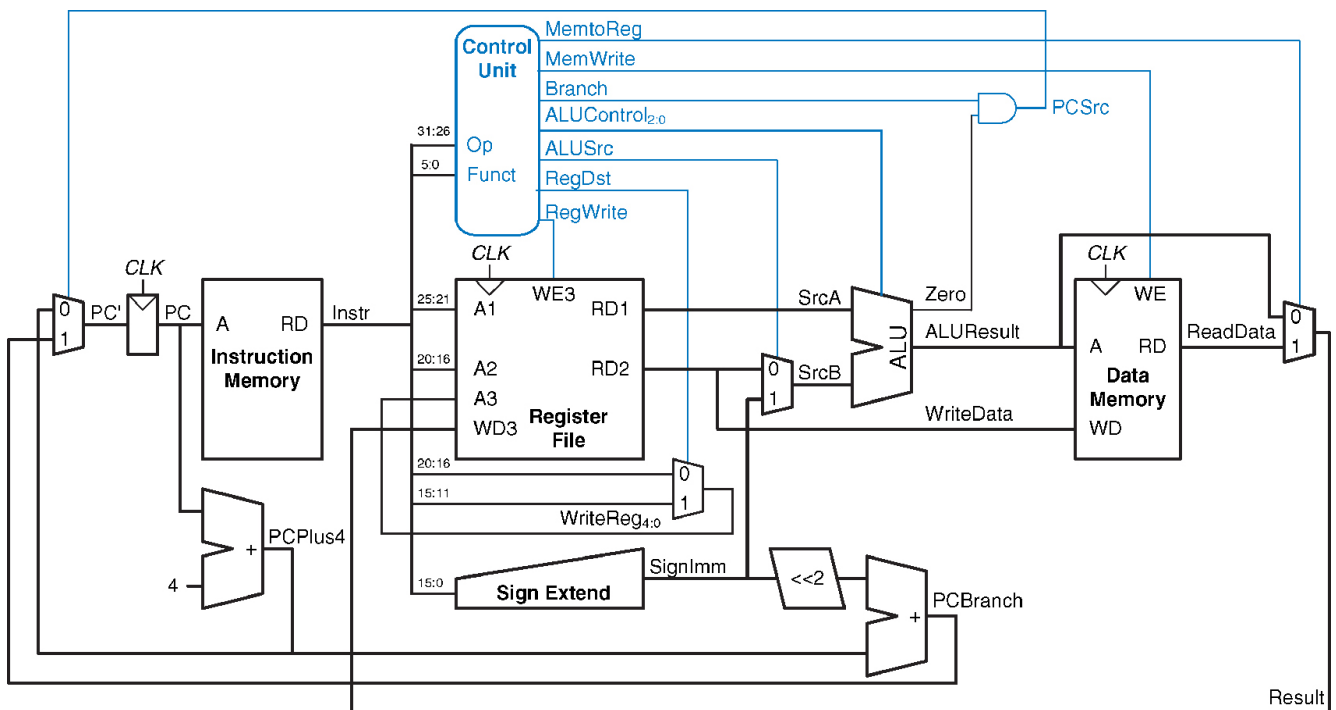 MemtoReg
Control
Unit
MemWrite
Branch
PCSrc
ALUControl2:0
31:26
Op
ALUSrc
5:0
Funct
RegDst
RegWrite
CLK
CLK
CLK
0
1
PC'
PC
A
RD
Instruction
Memory
Instr
25:21
A1
WE3
RD1
SrcA
Zero
ALU
ALUResult
WE
A
RD
ReadData
0
1
20:16
A2
RD2
0
1
SrcB
A3
WD3
Register
File
Data
Memory
WriteData
WD
20:16
0
15:11
1
WriteReg4:0
PCPlus4
+
4
15:0
Sign Extend
SignImm
<<2
+
PCBranch
Result